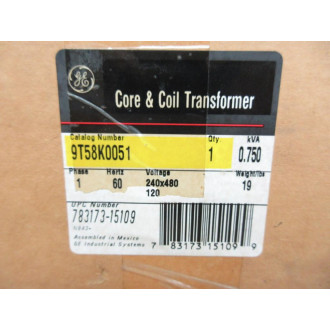 GE
Core & Coil Transformer
Catalog Number Qty kVA
9T58K0051 1 0.750
Phase Hertz Voltage Weight/lbs
1 60 240x480 19
120
UPC Number
783173-15109
Assembled in Mexico
GE Industrial Systems
7 83173 15109 9